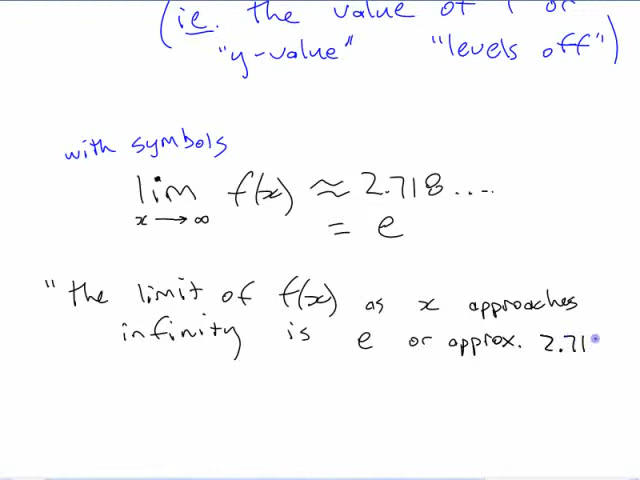 (ie. the value of f or
"y-value" "levels off")
with symbols
lim f(x) ≈ 2.718....
x → ∞
= e
"the limit of f(x) as x approaches
infinity is e or approx. 2.71